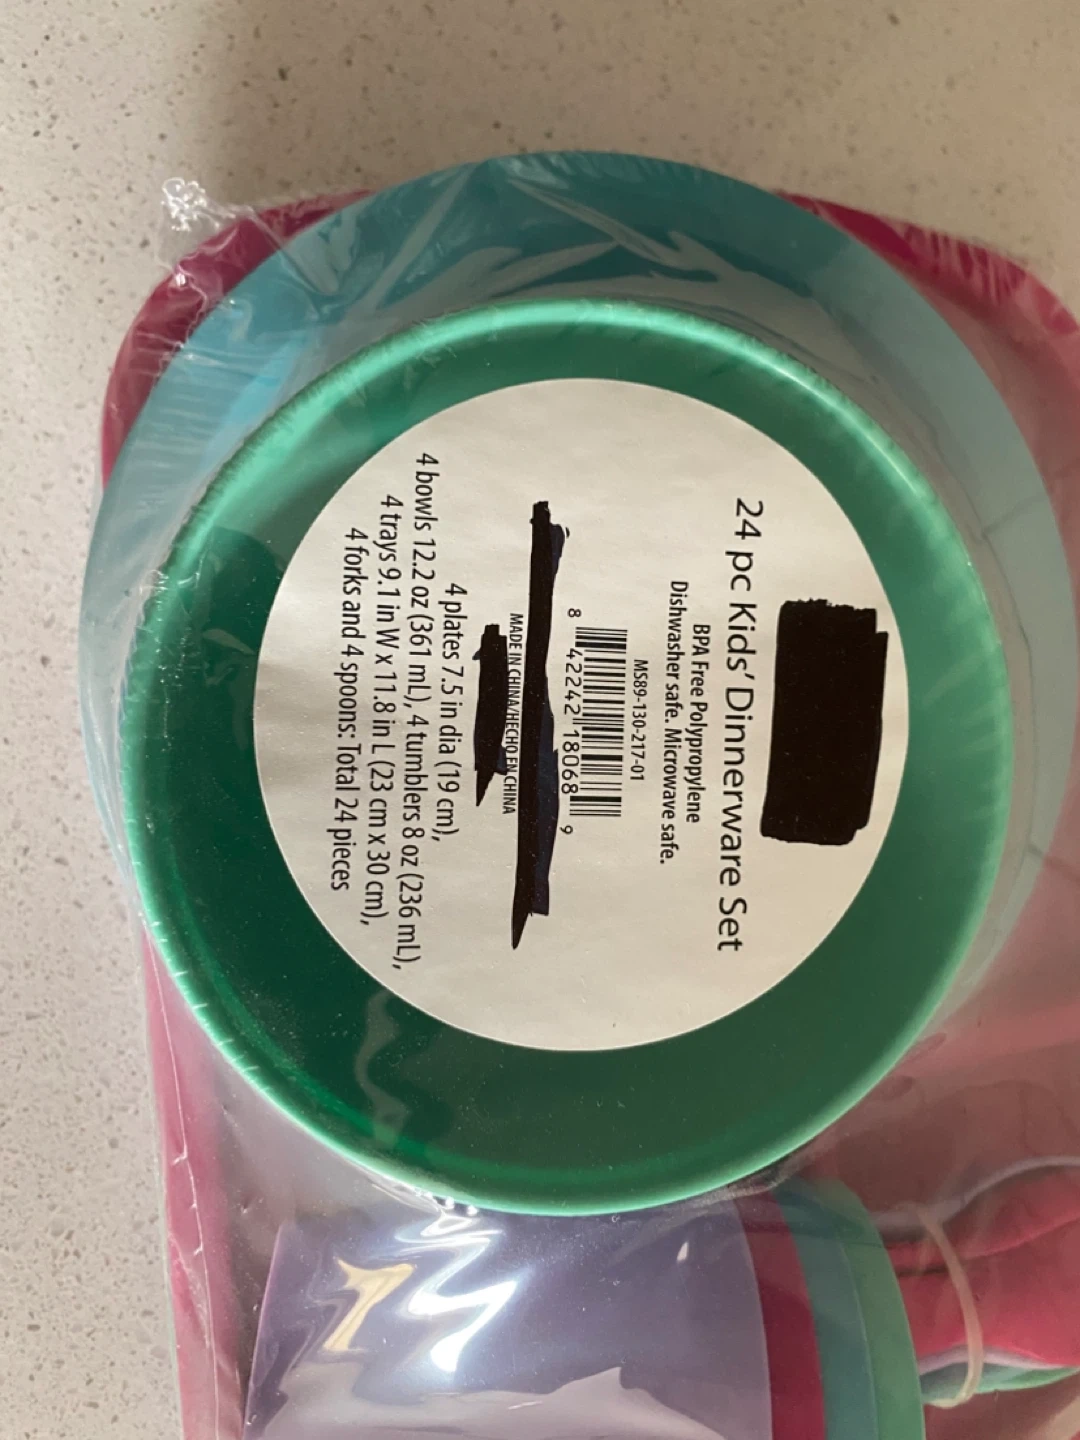 24 pc Kids' Dinnerware Set
BPA Free Polypropylene
Dishwasher safe. Microwave safe.
MS89-130-217-01
8 42242 18068 9
MADE IN CHINA/HECHO EN CHINA
4 plates 7.5 in dia (19 cm),
4 bowls 12.2 oz (361 mL), 4 tumblers 8 oz (236 mL),
4 trays 9.1 in W x 11.8 in L (23 cm x 30 cm),
4 forks and 4 spoons: Total 24 pieces